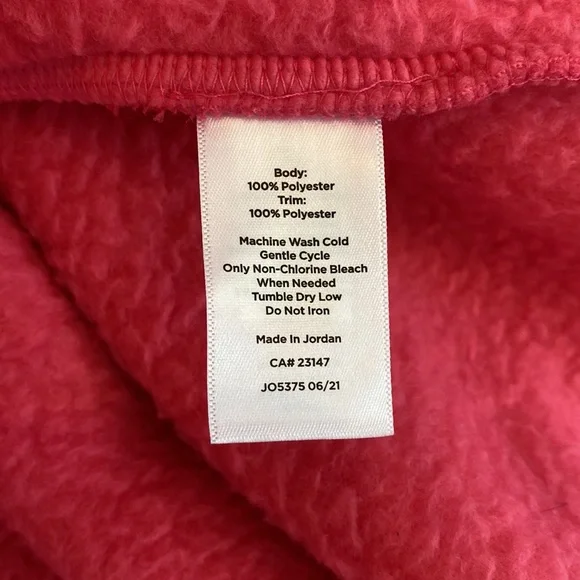 Body:
100% Polyester
Trim:
100% Polyester
Machine Wash Cold
Gentle Cycle
Only Non-Chlorine Bleach
When Needed
Tumble Dry Low
Do Not Iron
Made In Jordan
CA# 23147
JO5375 06/21